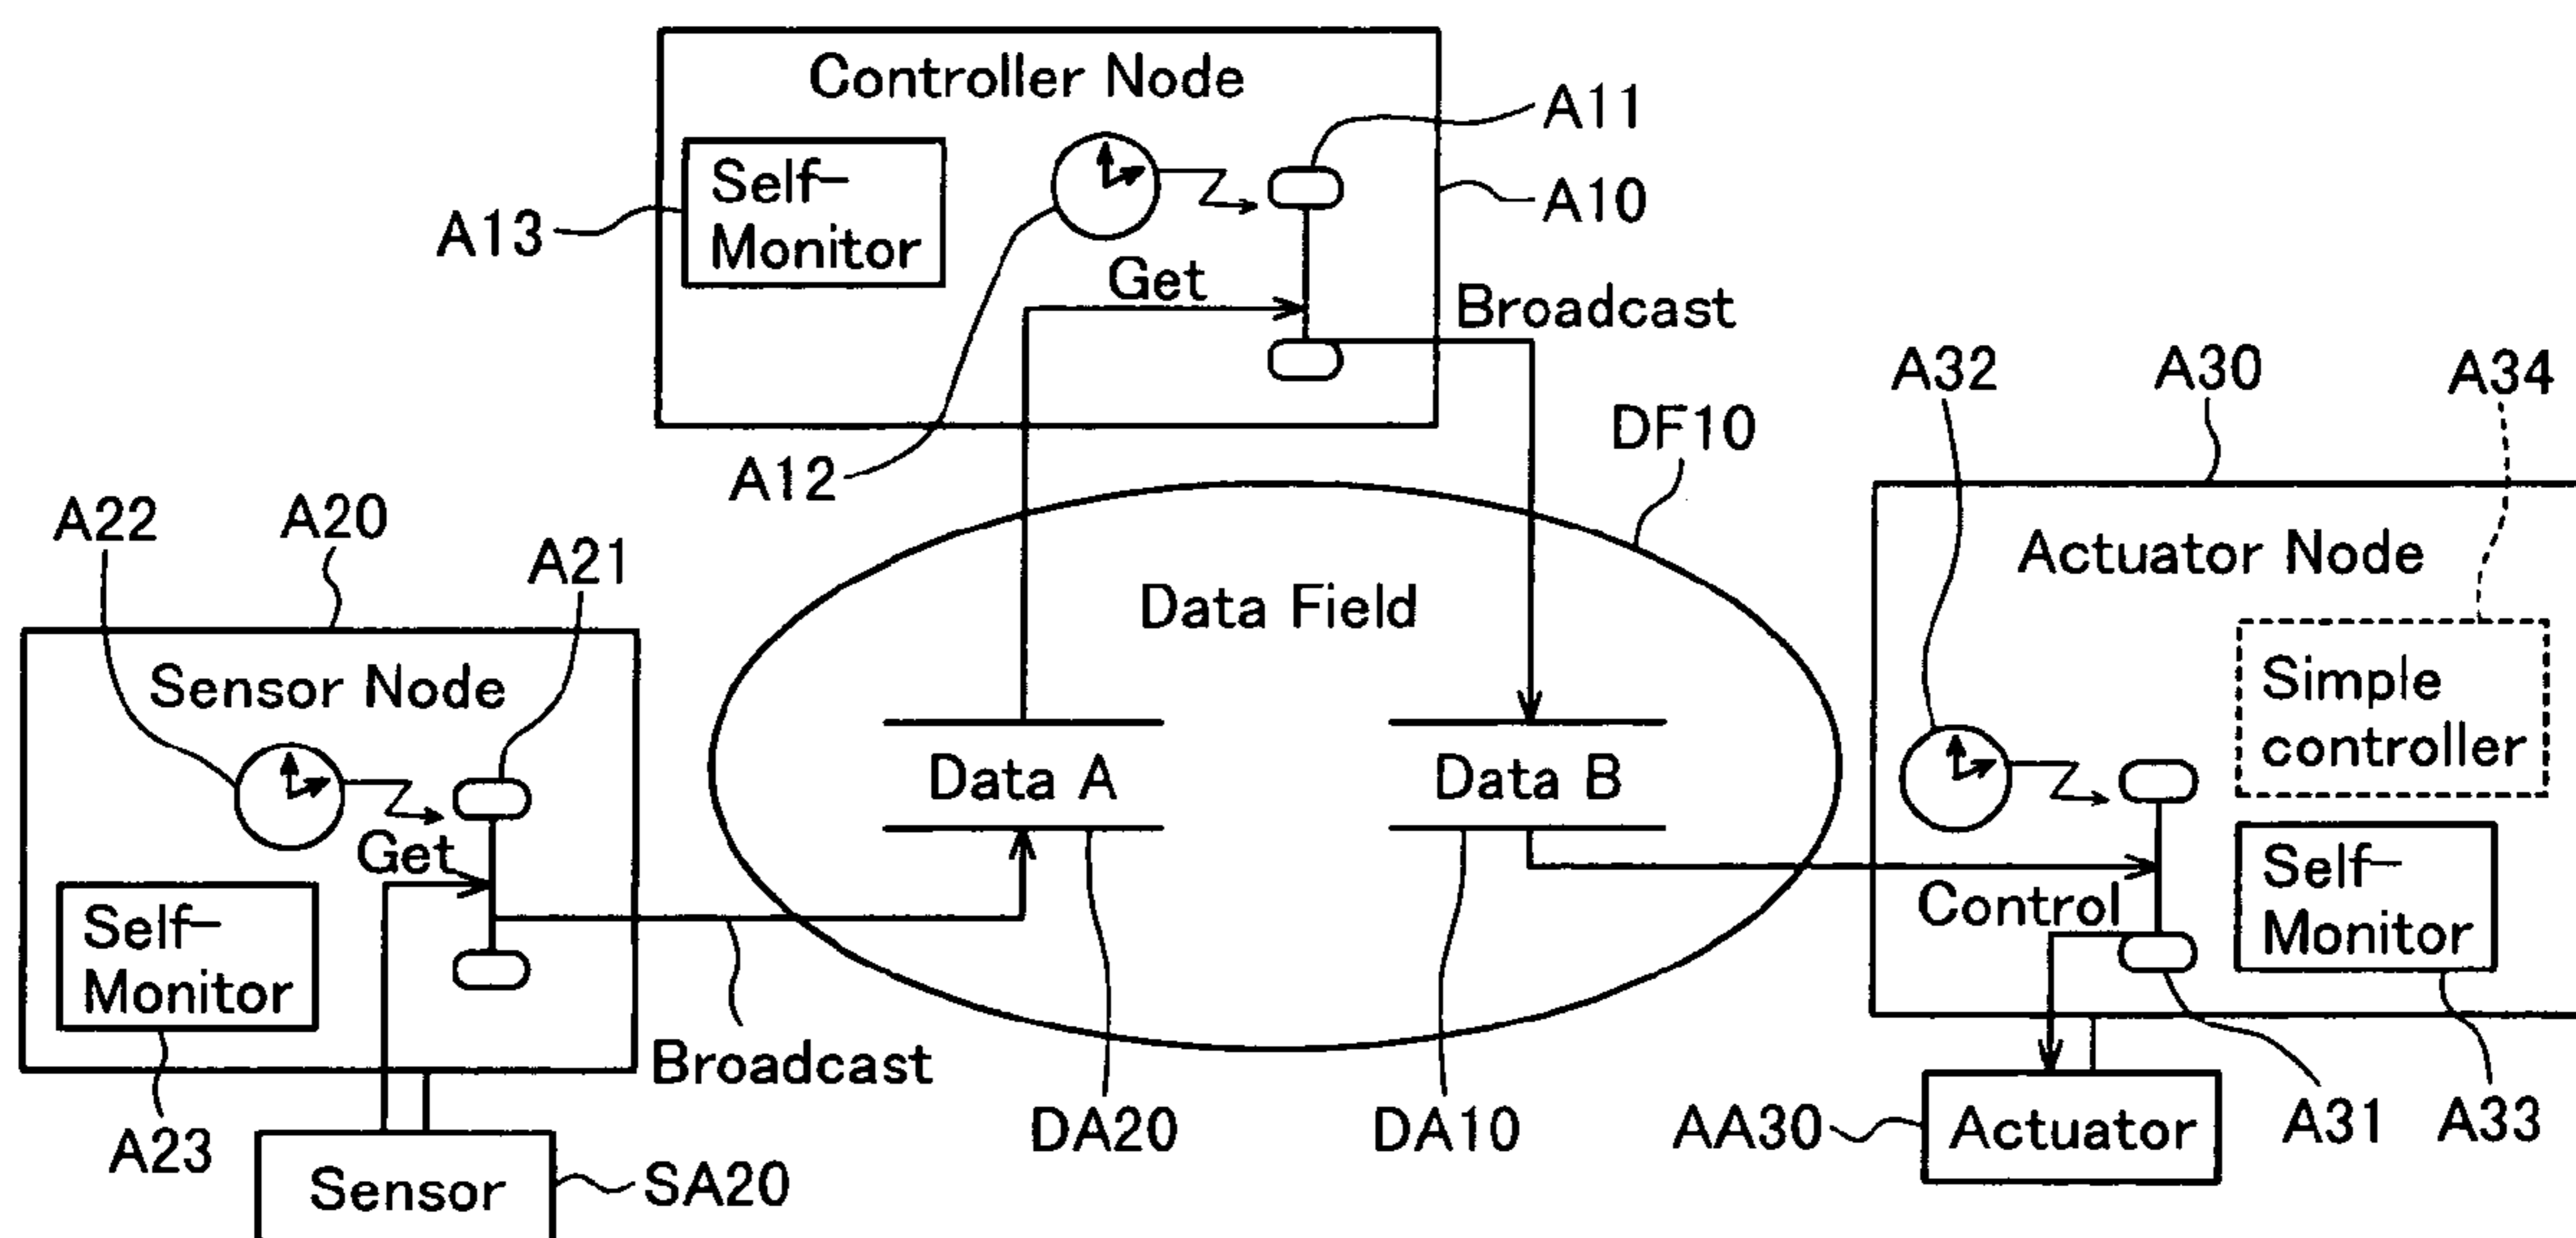 Controller Node
A11
Self-
Monitor
A10
A13
Get
Broadcast
A12
DF10
A32
A30
A34
A22
A20
A21
Actuator Node
Data Field
Sensor Node
Simple
controller
Data A
Data B
Get
Self-
Monitor
Control
Self-
Monitor
Broadcast
A23
DA20
DA10
AA30
Actuator
A31
A33
Sensor
SA20